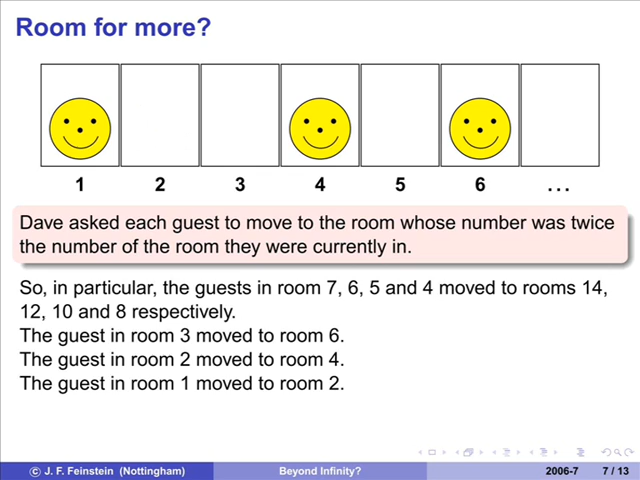 Room for more?
1 2 3 4 5 6 ...
Dave asked each guest to move to the room whose number was twice
the number of the room they were currently in.
So, in particular, the guests in room 7, 6, 5 and 4 moved to rooms 14,
12, 10 and 8 respectively.
The guest in room 3 moved to room 6.
The guest in room 2 moved to room 4.
The guest in room 1 moved to room 2.
© J. F. Feinstein (Nottingham) Beyond Infinity? 2006-7 7 / 13